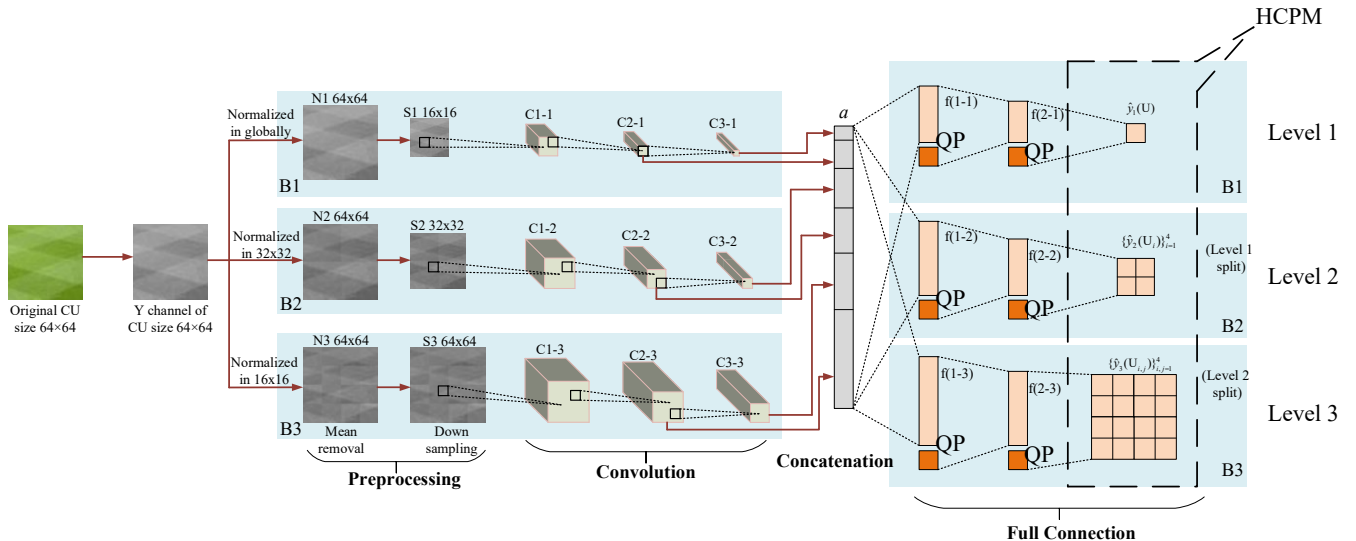 HCPM
N1 64x64
Normalized
in globally
S1 16x16
C1-1
C2-1
C3-1
B1
a
f(1-1)
f(2-1)
ŷ₁(U)
QP
QP
Level 1
B1
N2 64x64
Normalized
in 32x32
S2 32x32
C1-2
C2-2
C3-2
B2
f(1-2)
f(2-2)
{ŷ₂(Uᵢ)}⁴ᵢ₌₁
(Level 1
split)
QP
QP
Level 2
B2
Original CU
size 64×64
Y channel of
CU size 64×64
N3 64x64
Normalized
in 16x16
S3 64x64
C1-3
C2-3
C3-3
B3
f(1-3)
f(2-3)
{ŷ₃(Uᵢ,ⱼ)}⁴ᵢ,ⱼ₌₁
(Level 2
split)
QP
QP
Level 3
B3
Mean
removal
Down
sampling
Preprocessing
Convolution
Concatenation
Full Connection